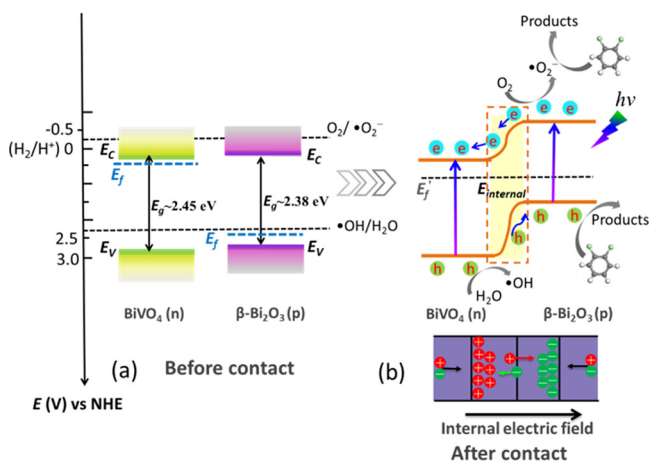 -0.5
(H₂/H⁺) 0
2.5
3.0
E (V) vs NHE
E_C
E_f
E_g~2.45 eV
E_V
BiVO₄ (n)
E_C
E_g~2.38 eV
E_f
E_V
β-Bi₂O₃ (p)
O₂/ •O₂⁻
•OH/H₂O
(a)
Before contact
Products
•O₂⁻
O₂
hν
e
e
e
e
e
e
e
E_f'
E_internal
h
h
h
h
h
h
Products
H₂O
•OH
BiVO₄ (n)
β-Bi₂O₃(p)
(b)
Internal electric field
After contact